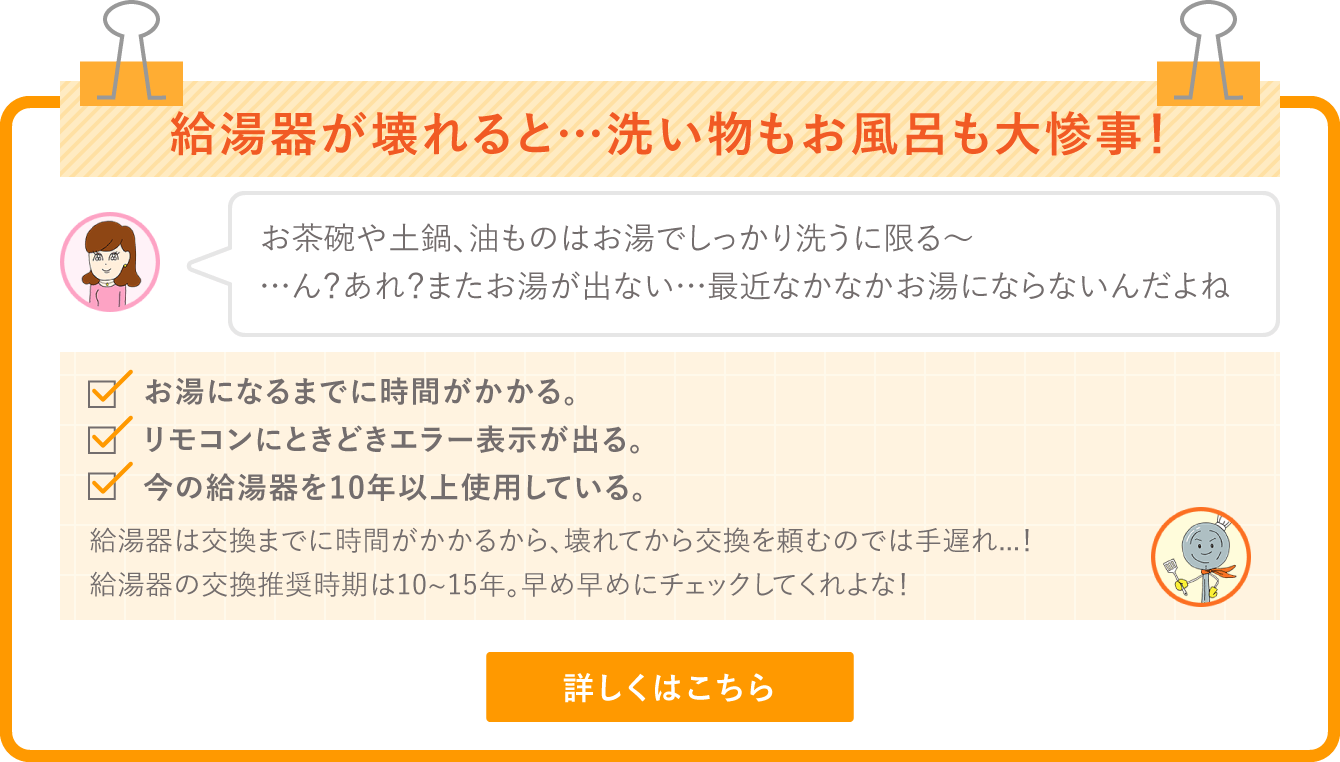 給湯器が壊れると…洗い物もお風呂も大惨事！
お茶碗や土鍋、油ものはお湯でしっかり洗うに限る〜
…ん？あれ？またお湯が出ない…最近なかなかお湯にならないんだよね
お湯になるまでに時間がかかる。
リモコンにときどきエラー表示が出る。
今の給湯器を10年以上使用している。
給湯器は交換までに時間がかかるから、壊れてから交換を頼むのでは手遅れ...！
給湯器の交換推奨時期は10~15年。早め早めにチェックしてくれよな！
詳しくはこちら